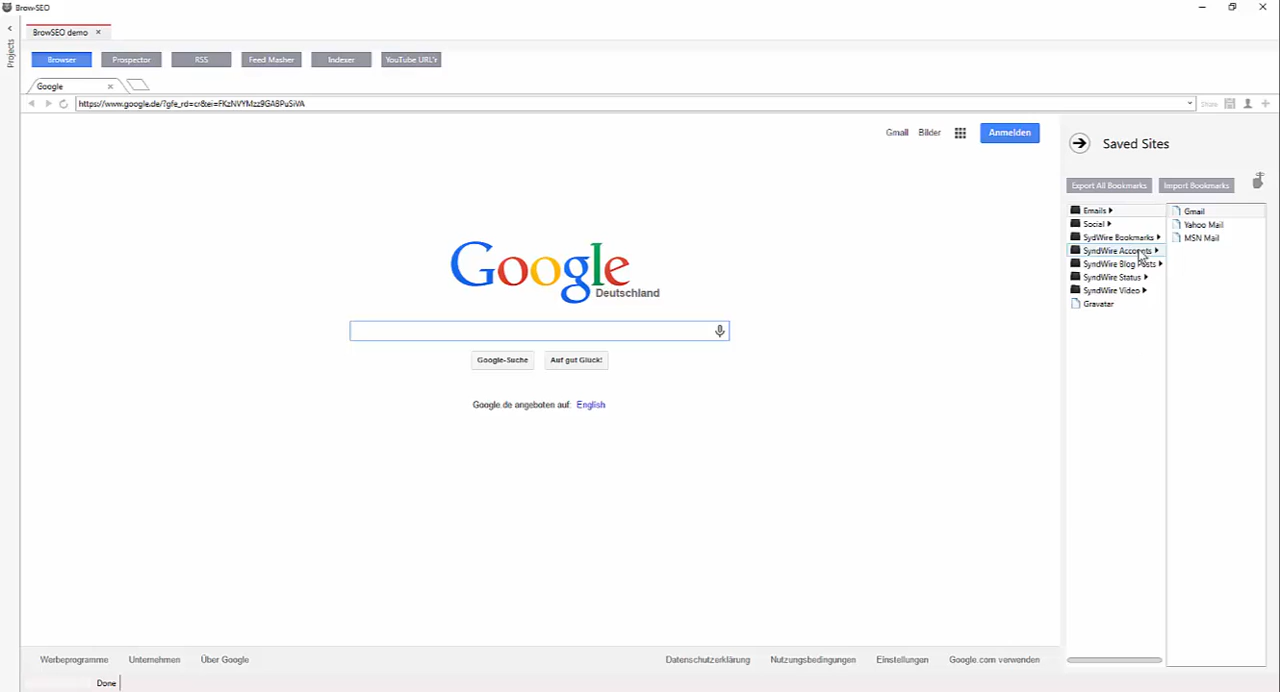 Brow-SEO
BrowSEO demo
Projects
Browser Prospector RSS Feed Masher Indexer YouTube URL's
Google
https://www.google.de/?gfe_rd=cr&ei=FKzNVYMzz9GA8PuSiVA
Share
Gmail Bilder Anmelden
Saved Sites
Export All Bookmarks Import Bookmarks
Emails
Social
SydWire Bookmarks
SyndWire Accounts
SyndWire Blog Posts
SyndWire Status
SyndWire Video
Gravatar
Gmail
Yahoo Mail
MSN Mail
Google
Deutschland
Google-Suche Auf gut Glück!
Google.de angeboten auf: English
Werbeprogramme Unternehmen Über Google Datenschutzerklärung Nutzungsbedingungen Einstellungen Google.com verwenden
Done